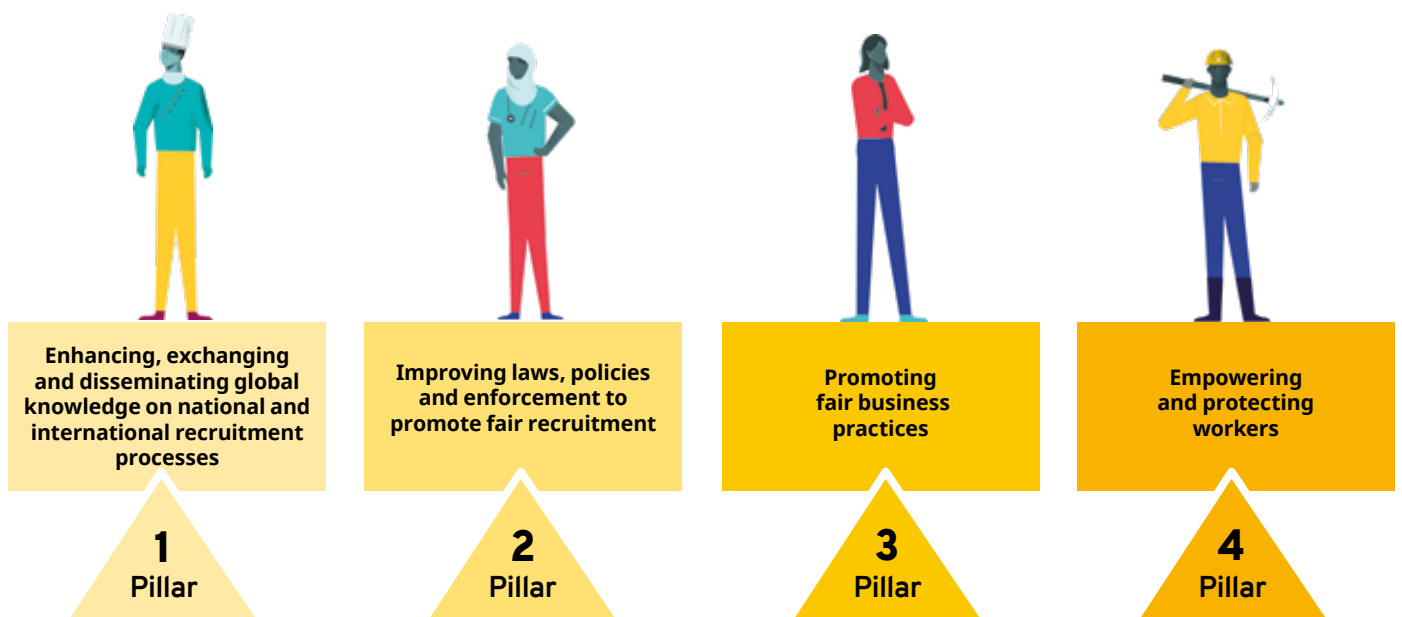 Enhancing, exchanging
and disseminating global
knowledge on national and
international recruitment
processes
1
Pillar
Improving laws, policies
and enforcement to
promote fair recruitment
2
Pillar
Promoting
fair business
practices
3
Pillar
Empowering
and protecting
workers
4
Pillar